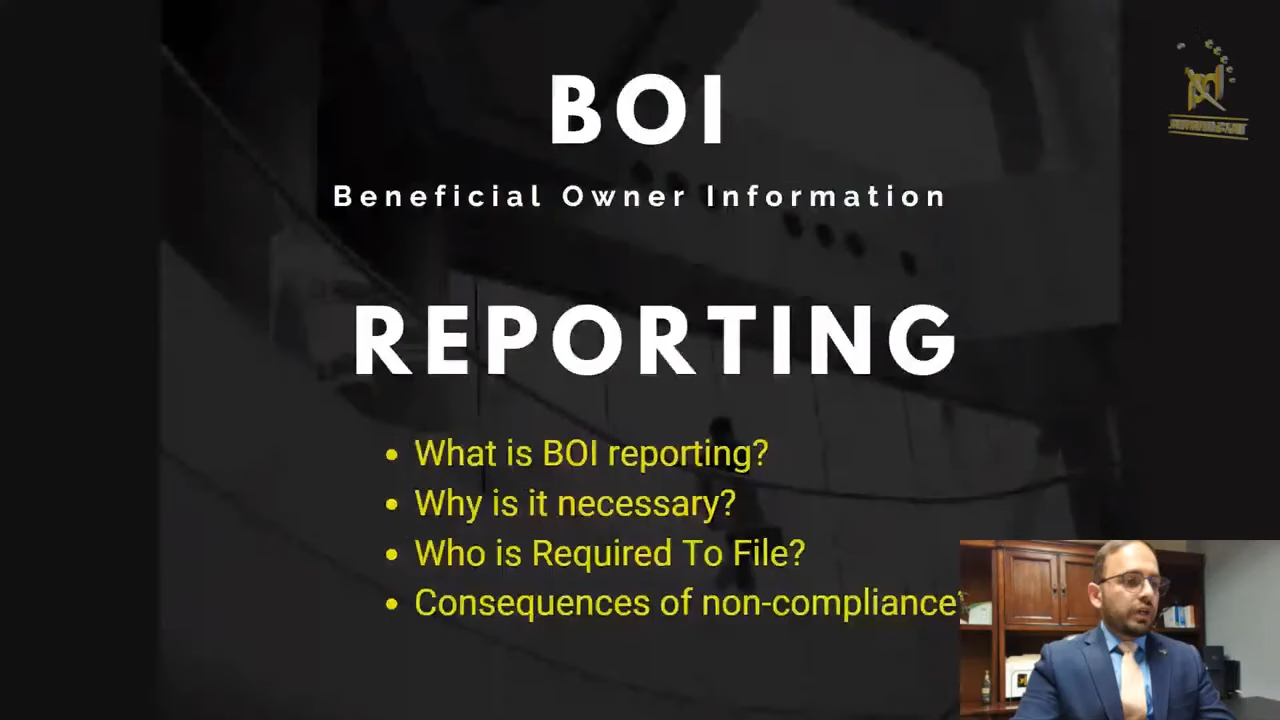 BOI
Beneficial Owner Information
REPORTING
• What is BOI reporting?
• Why is it necessary?
• Who is Required To File?
• Consequences of non-compliance